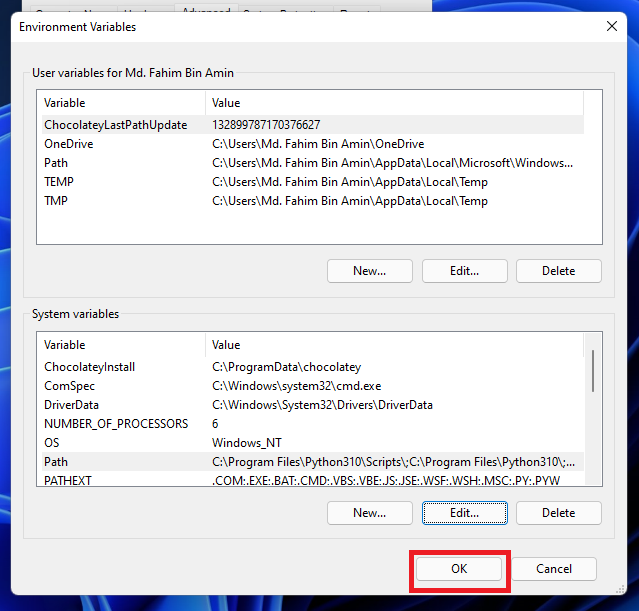 Advanced
Environment Variables
User variables for Md. Fahim Bin Amin
Variable Value
ChocolateyLastPathUpdate 132899787170376627
OneDrive C:\Users\Md. Fahim Bin Amin\OneDrive
Path C:\Users\Md. Fahim Bin Amin\AppData\Local\Microsoft\Windows...
TEMP C:\Users\Md. Fahim Bin Amin\AppData\Local\Temp
TMP C:\Users\Md. Fahim Bin Amin\AppData\Local\Temp
New... Edit... Delete
System variables
Variable Value
ChocolateyInstall C:\ProgramData\chocolatey
ComSpec C:\Windows\system32\cmd.exe
DriverData C:\Windows\System32\Drivers\DriverData
NUMBER_OF_PROCESSORS 6
OS Windows_NT
Path C:\Program Files\Python310\Scripts\;C:\Program Files\Python310\;...
PATHEXT .COM;.EXE;.BAT;.CMD;.VBS;.VBE;.JS;.JSE;.WSF;.WSH;.MSC;.PY;.PYW
New... Edit... Delete
OK Cancel